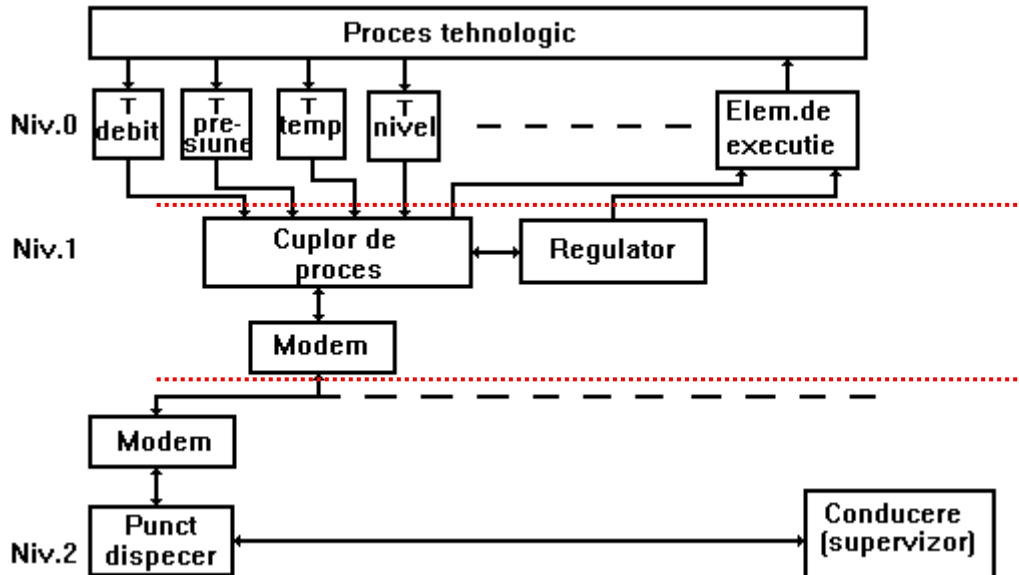 Proces tehnologic
Niv.0
T
debit
T
pre-
siune
T
temp
T
nivel
Elem.de
executie
Niv.1
Cuplor de
proces
Regulator
Modem
Modem
Niv.2
Punct
dispecer
Conducere
(supervizor)